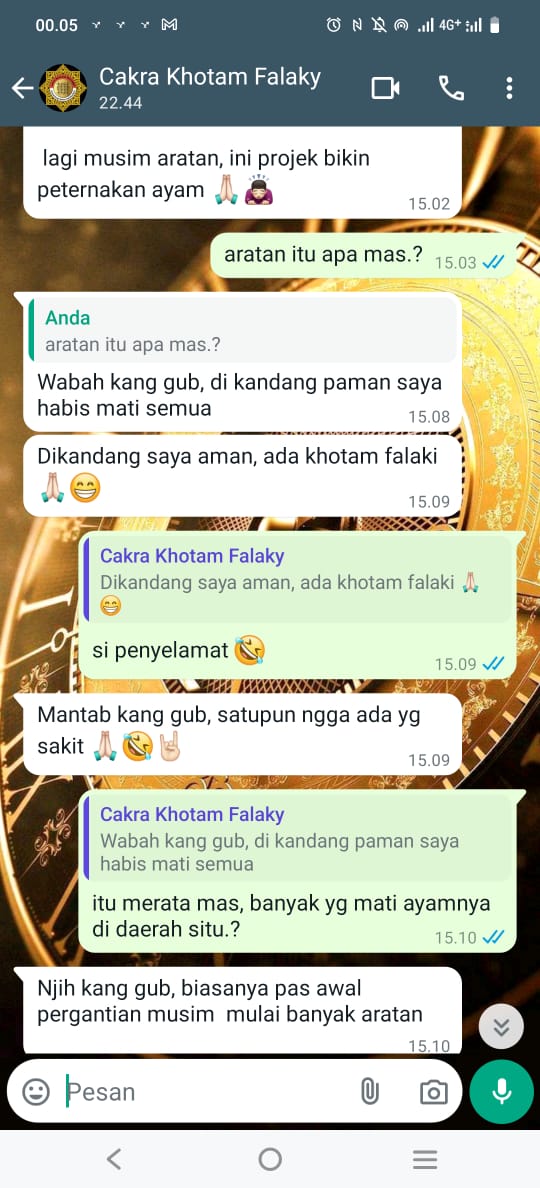 00.05
4G+
Cakra Khotam Falaky
22.44
lagi musim aratan, ini projek bikin
peternakan ayam 🙏🏻🙇🏻‍♀️
15.02
aratan itu apa mas.?
15.03
Anda
aratan itu apa mas.?
Wabah kang gub, di kandang paman saya
habis mati semua
15.08
Dikandang saya aman, ada khotam falaki
🙏🏻😁
15.09
Cakra Khotam Falaky
Dikandang saya aman, ada khotam falaki 🙏🏻
😁
si penyelamat 🤣
15.09
Mantab kang gub, satupun ngga ada yg
sakit 🙏🏻🤣🤘🏻
15.09
Cakra Khotam Falaky
Wabah kang gub, di kandang paman saya
habis mati semua
itu merata mas, banyak yg mati ayamnya
di daerah situ.?
15.10
Njih kang gub, biasanya pas awal
pergantian musim  mulai banyak aratan
15.10
Pesan